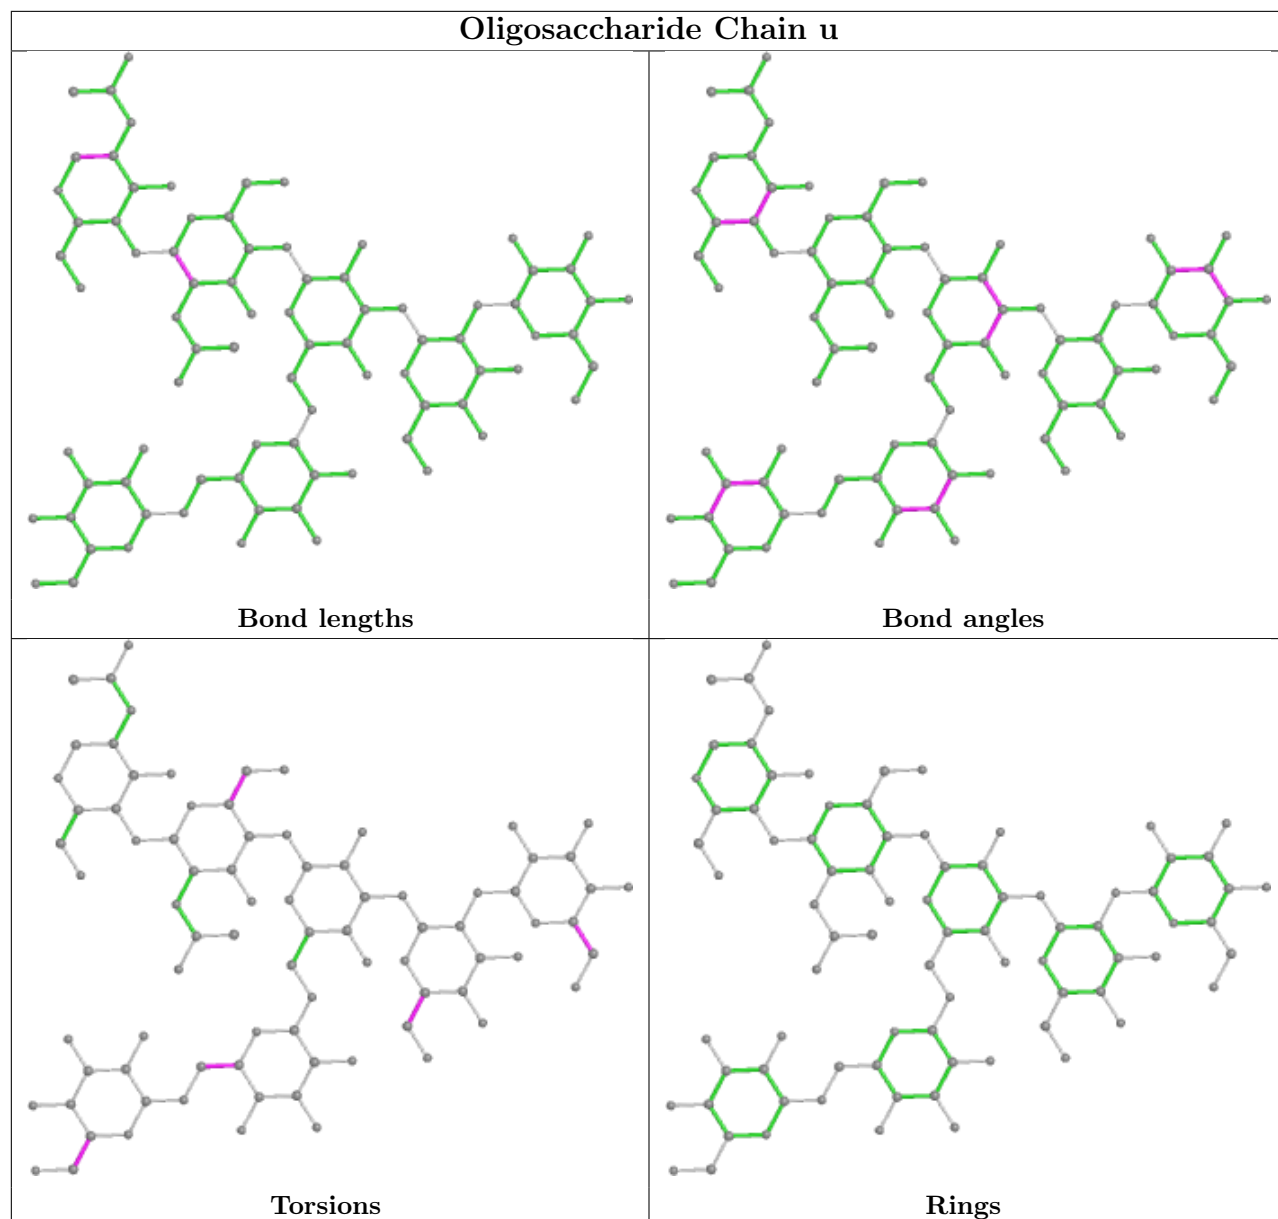 Oligosaccharide Chain u
Bond lengths
Bond angles
Torsions
Rings